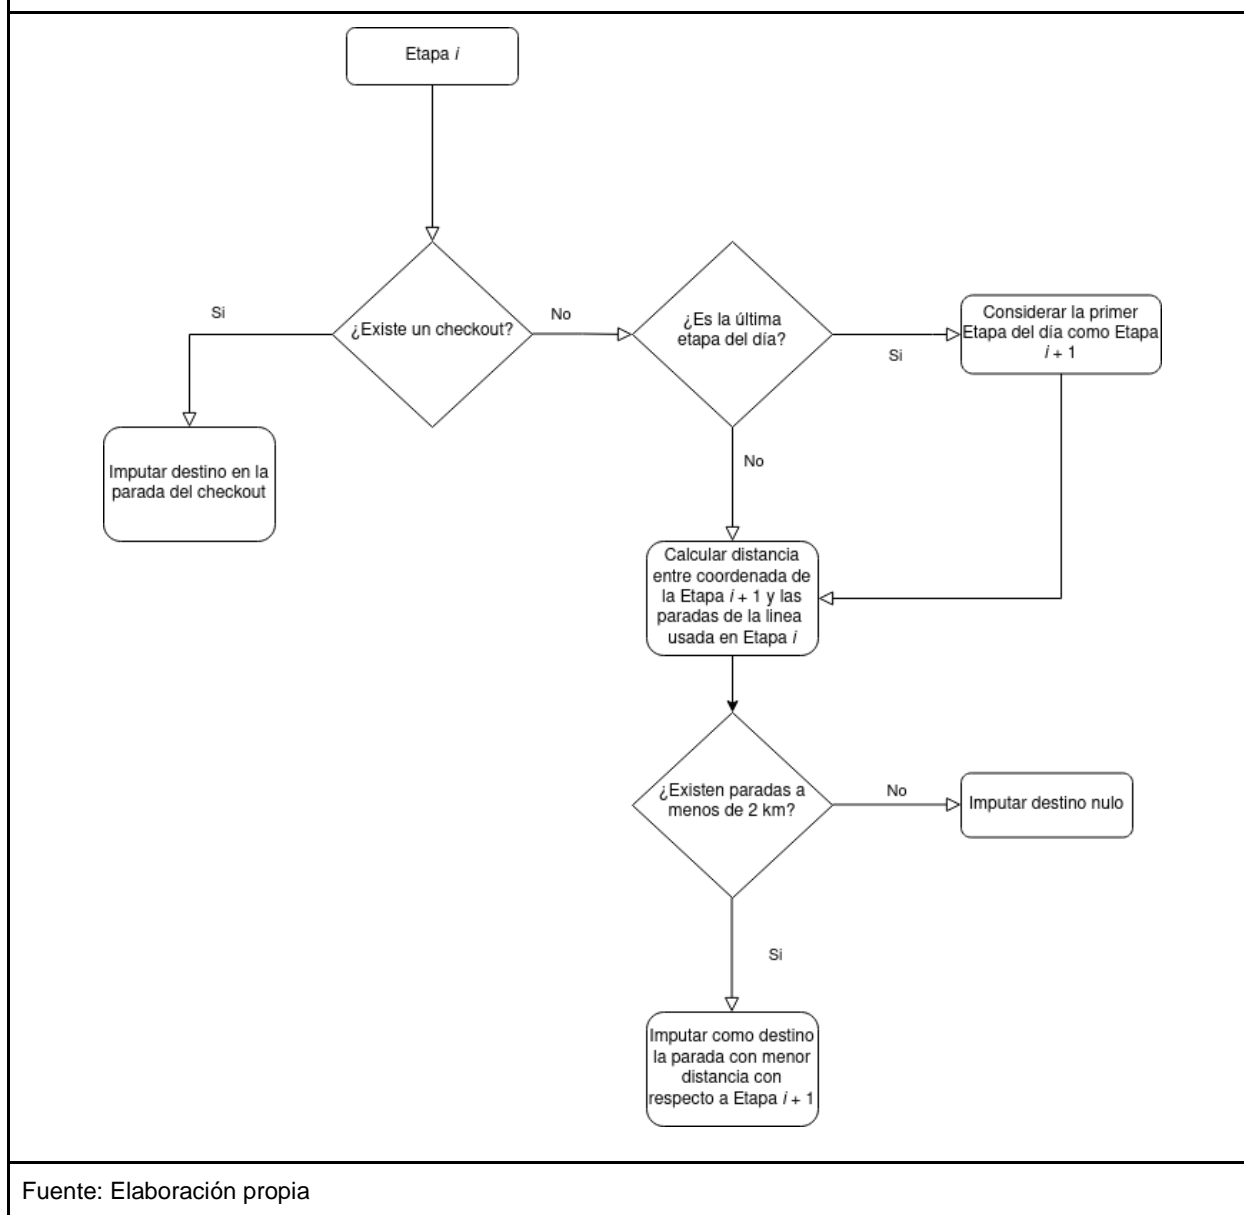 Etapa i
¿Existe un checkout?
Si
No
¿Es la última
etapa del día?
Si
Considerar la primer
Etapa del día como Etapa
i + 1
Imputar destino en la
parada del checkout
No
Calcular distancia
entre coordenada de
la Etapa i + 1 y las
paradas de la linea
usada en Etapa i
¿Existen paradas a
menos de 2 km?
No
Imputar destino nulo
Si
Imputar como destino
la parada con menor
distancia con
respecto a Etapa i + 1
Fuente: Elaboración propia